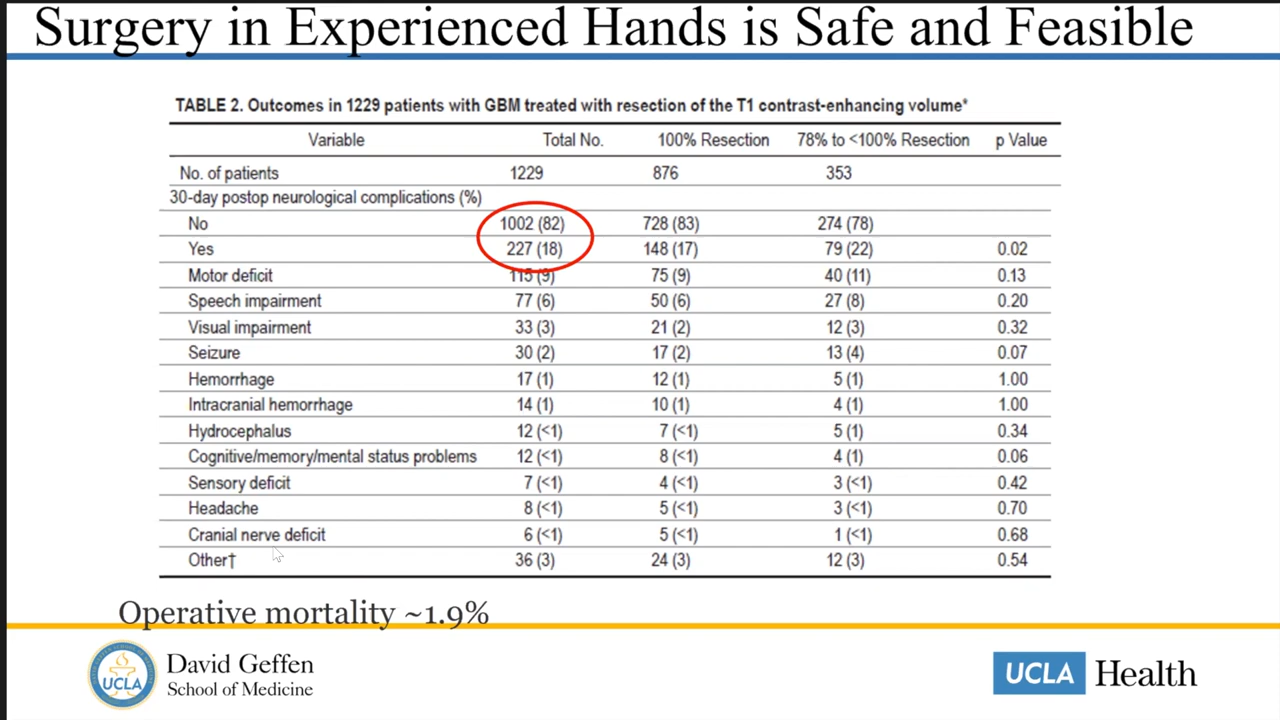 Surgery in Experienced Hands is Safe and Feasible
TABLE 2. Outcomes in 1229 patients with GBM treated with resection of the T1 contrast-enhancing volume*
Variable Total No. 100% Resection 78% to <100% Resection p Value
No. of patients 1229 876 353
30-day postop neurological complications (%)
No 1002 (82) 728 (83) 274 (78)
Yes 227 (18) 148 (17) 79 (22) 0.02
Motor deficit 115 (9) 75 (9) 40 (11) 0.13
Speech impairment 77 (6) 50 (6) 27 (8) 0.20
Visual impairment 33 (3) 21 (2) 12 (3) 0.32
Seizure 30 (2) 17 (2) 13 (4) 0.07
Hemorrhage 17 (1) 12 (1) 5 (1) 1.00
Intracranial hemorrhage 14 (1) 10 (1) 4 (1) 1.00
Hydrocephalus 12 (<1) 7 (<1) 5 (1) 0.34
Cognitive/memory/mental status problems 12 (<1) 8 (<1) 4 (1) 0.06
Sensory deficit 7 (<1) 4 (<1) 3 (<1) 0.42
Headache 8 (<1) 5 (<1) 3 (<1) 0.70
Cranial nerve deficit 6 (<1) 5 (<1) 1 (<1) 0.68
Other† 36 (3) 24 (3) 12 (3) 0.54
Operative mortality ~1.9%
UCLA
David Geffen
School of Medicine
UCLA Health